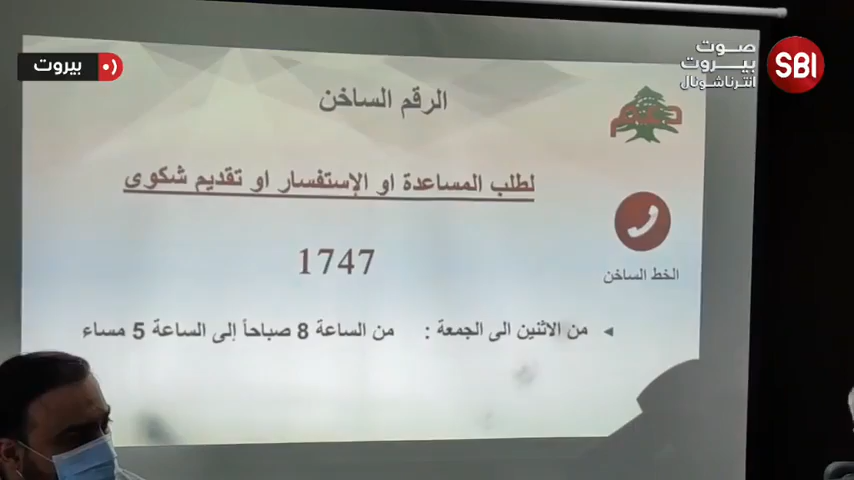 بيروت
صوت
بيروت
انترناشونال
SBI
الرقم الساخن
دعم
لطلب المساعدة او الإستفسار او تقديم شكوى
1747
الخط الساخن
من الاثنين الى الجمعة : من الساعة 8 صباحاً إلى الساعة 5 مساء